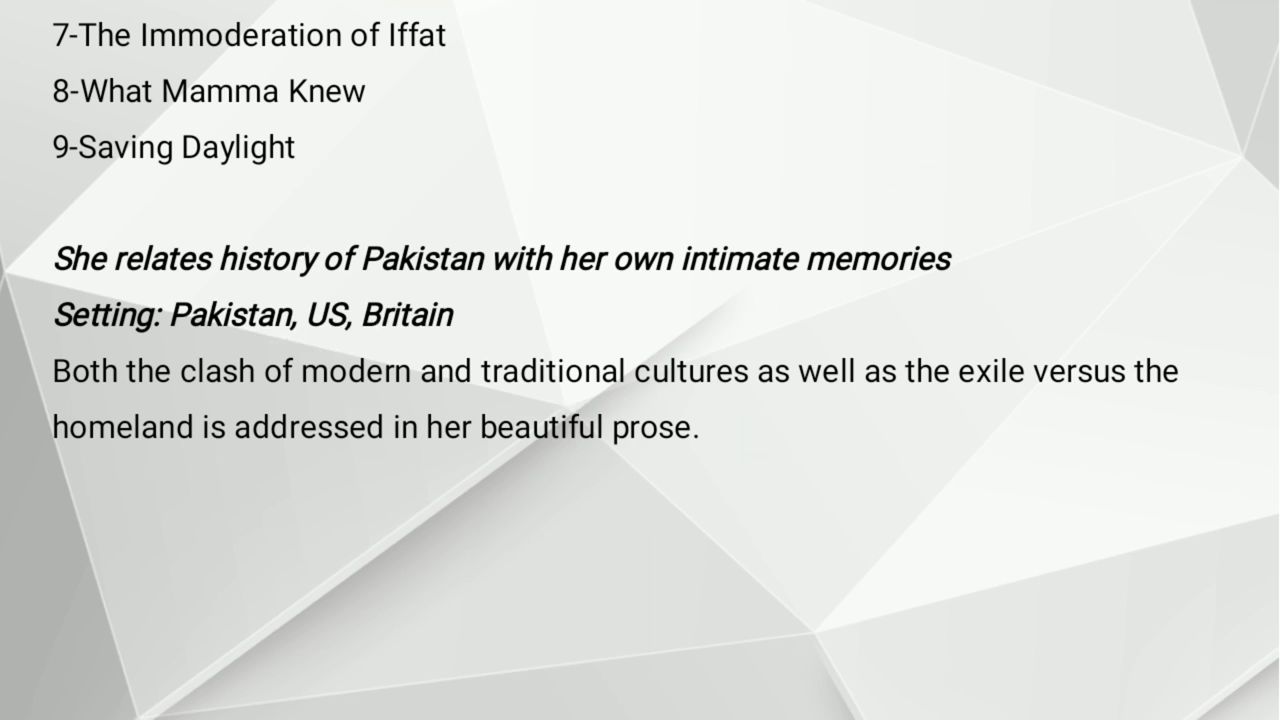 7-The Immoderation of Iffat
8-What Mamma Knew
9-Saving Daylight
She relates history of Pakistan with her own intimate memories
Setting: Pakistan, US, Britain
Both the clash of modern and traditional cultures as well as the exile versus the
homeland is addressed in her beautiful prose.